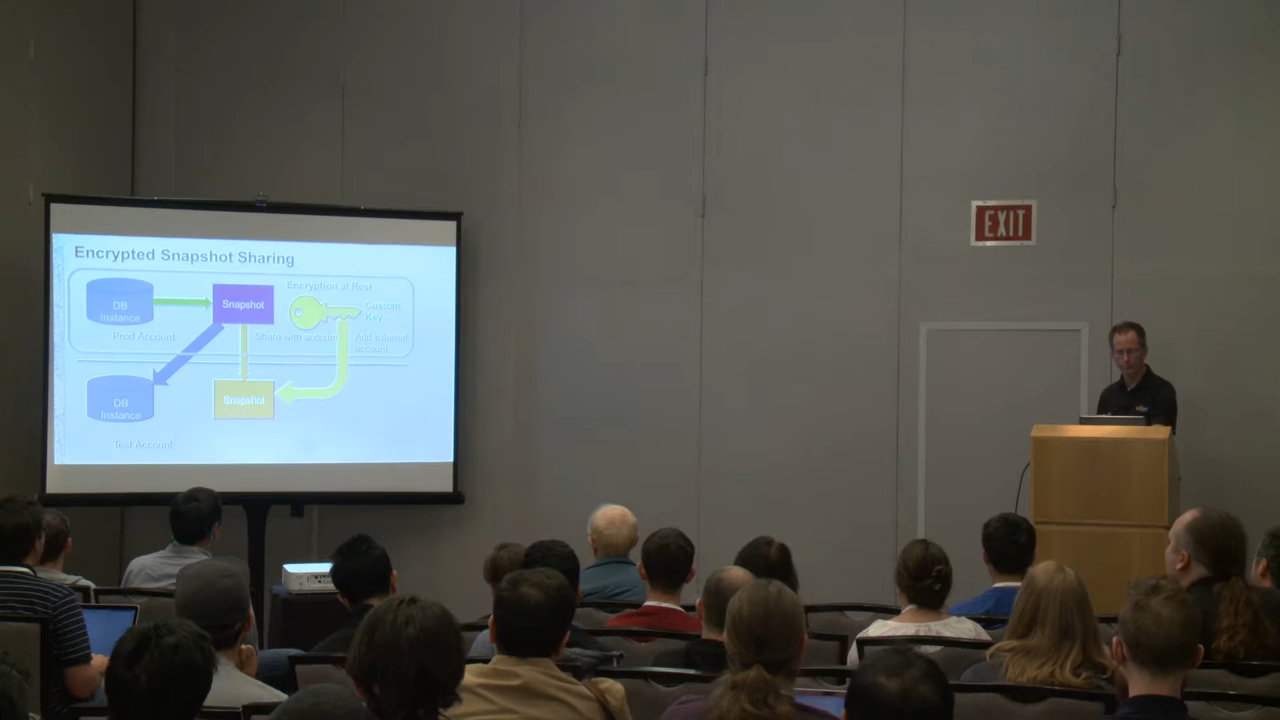 Encrypted Snapshot Sharing
Encryption at Rest
DB
Instance
Snapshot
Custom
Key
Prod Account
Share with account
Add external
account
DB
Instance
Snapshot
Test Account
EXIT